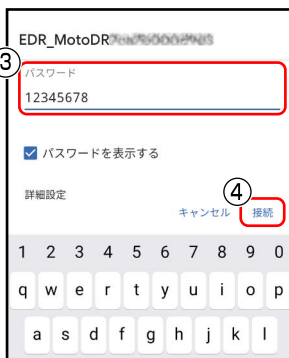 EDR_MotoDR
③
パスワード
12345678
パスワードを表示する
④
詳細設定
キャンセル 接続
1 2 3 4 5 6 7 8 9 0
q w e r t y u i o p
a s d f g h j k l